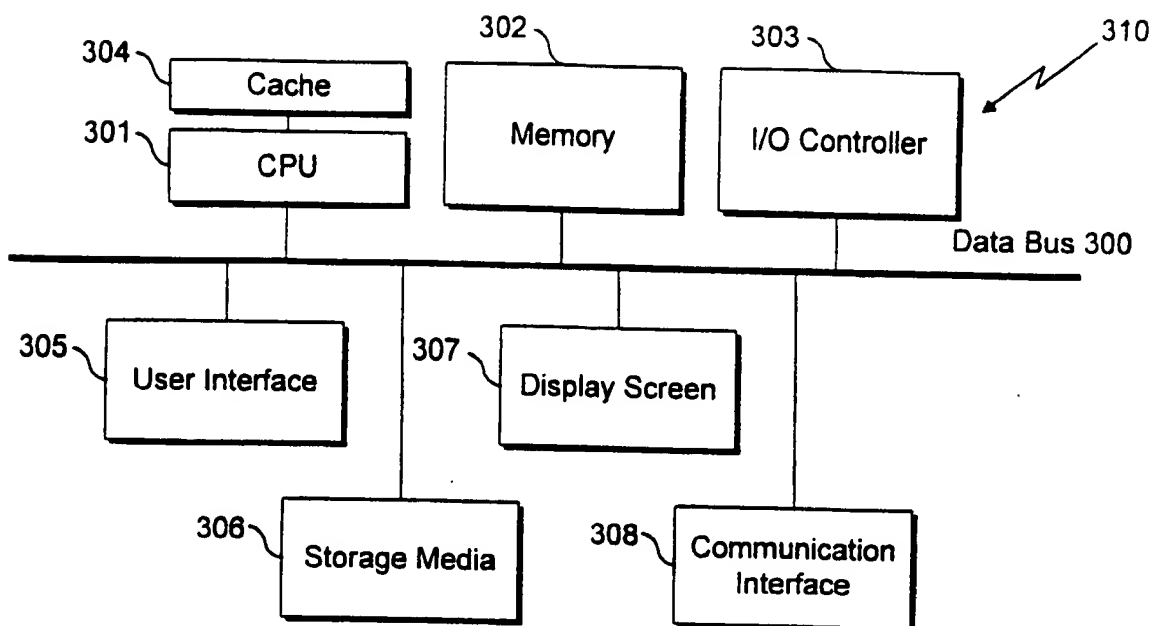 302
303
310
304
Cache
301
CPU
Memory
I/O Controller
Data Bus 300
305
User Interface
307
Display Screen
306
Storage Media
308
Communication
Interface